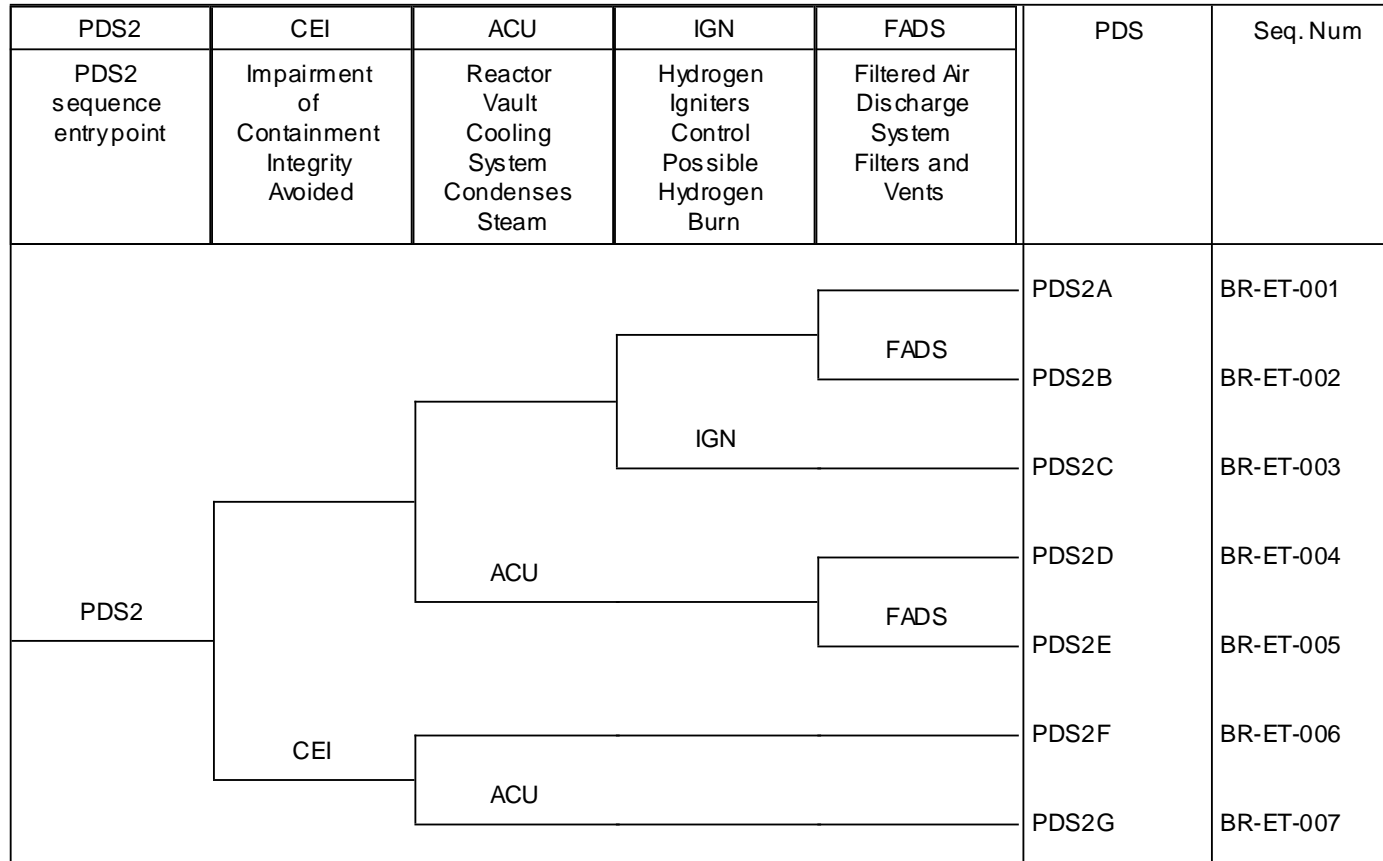 PDS2 CEI ACU IGN FADS PDS Seq. Num
PDS2
sequence
entrypoint
Impairment
of
Containment
Integrity
Avoided
Reactor
Vault
Cooling
System
Condenses
Steam
Hydrogen
Igniters
Control
Possible
Hydrogen
Burn
Filtered Air
Discharge
System
Filters and
Vents
PDS2A BR-ET-001
FADS
PDS2B BR-ET-002
IGN
PDS2C BR-ET-003
PDS2D BR-ET-004
ACU
PDS2
FADS
PDS2E BR-ET-005
PDS2F BR-ET-006
CEI
ACU
PDS2G BR-ET-007